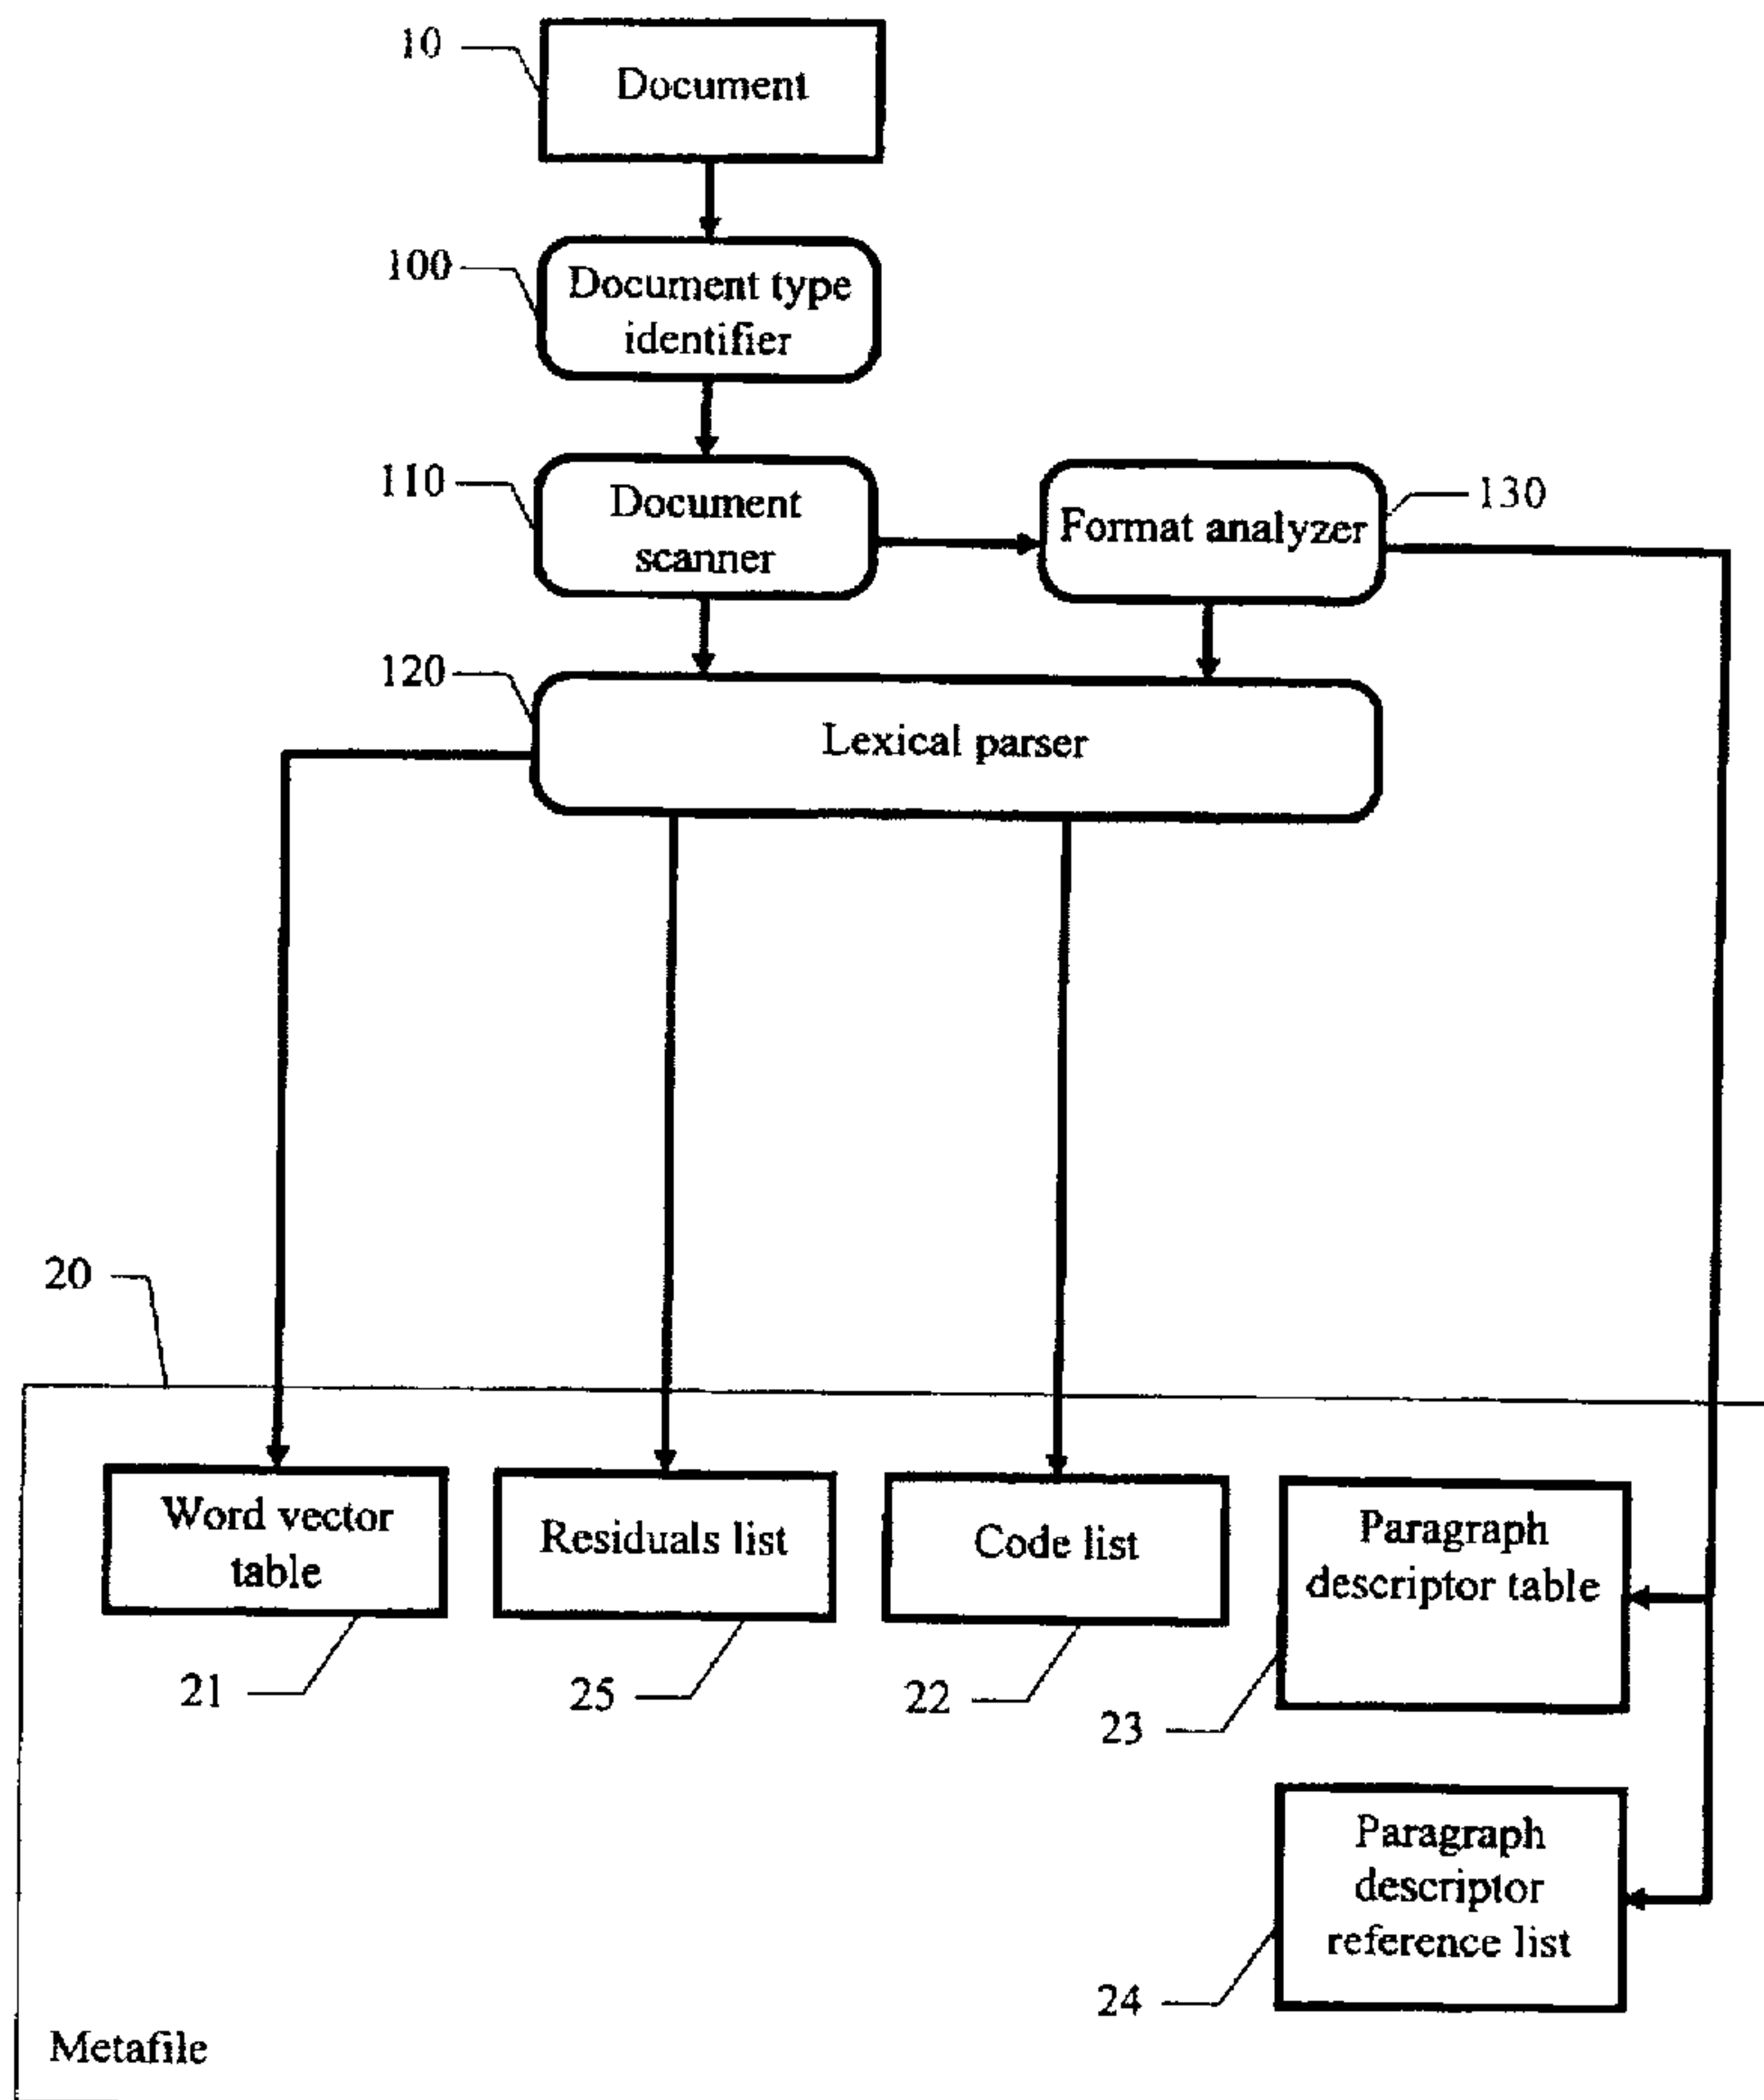 10
Document
100
Document type
identifier
110
Document
scanner
Format analyzer
130
120
Lexical parser
20
Word vector
table
Residuals list
Code list
Paragraph
descriptor table
21
25
22
23
Paragraph
descriptor
reference list
24
Metafile